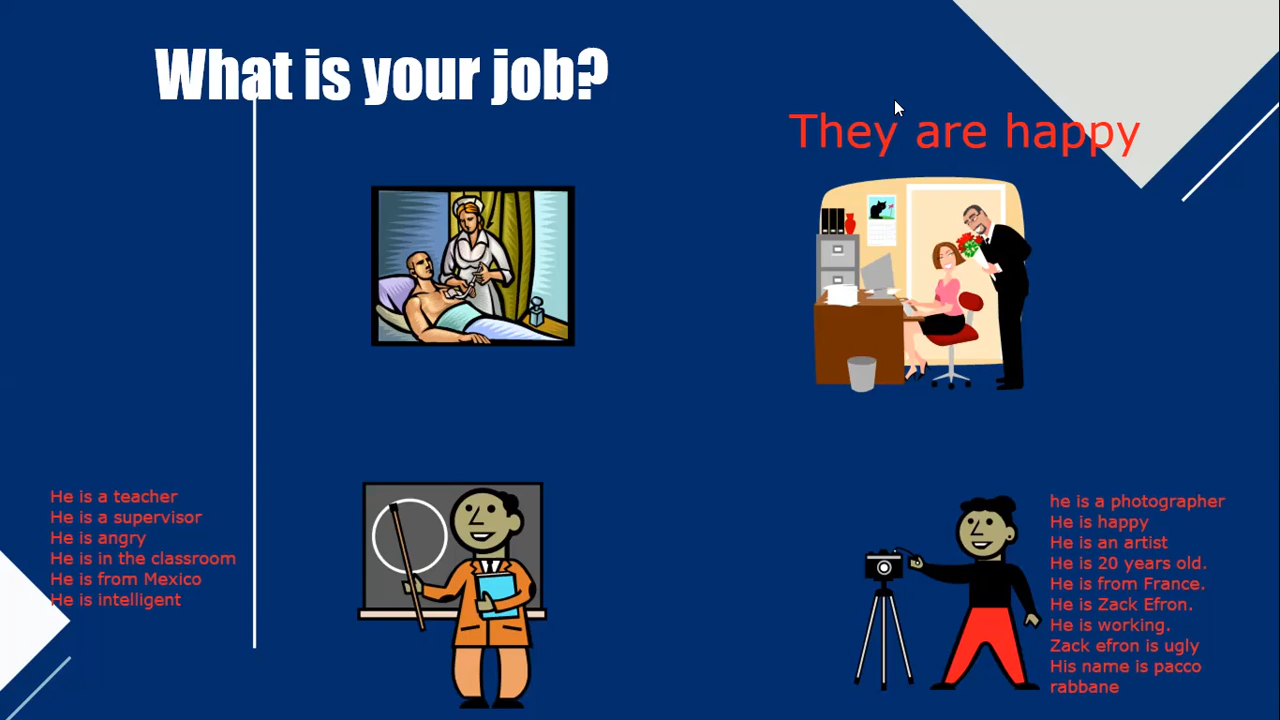 What is your job?
They are happy
He is a teacher
He is a supervisor
He is angry
He is in the classroom
He is from Mexico
He is intelligent
he is a photographer
He is happy
He is an artist
He is 20 years old.
He is from France.
He is Zack Efron.
He is working.
Zack efron is ugly
His name is pacco
rabbane